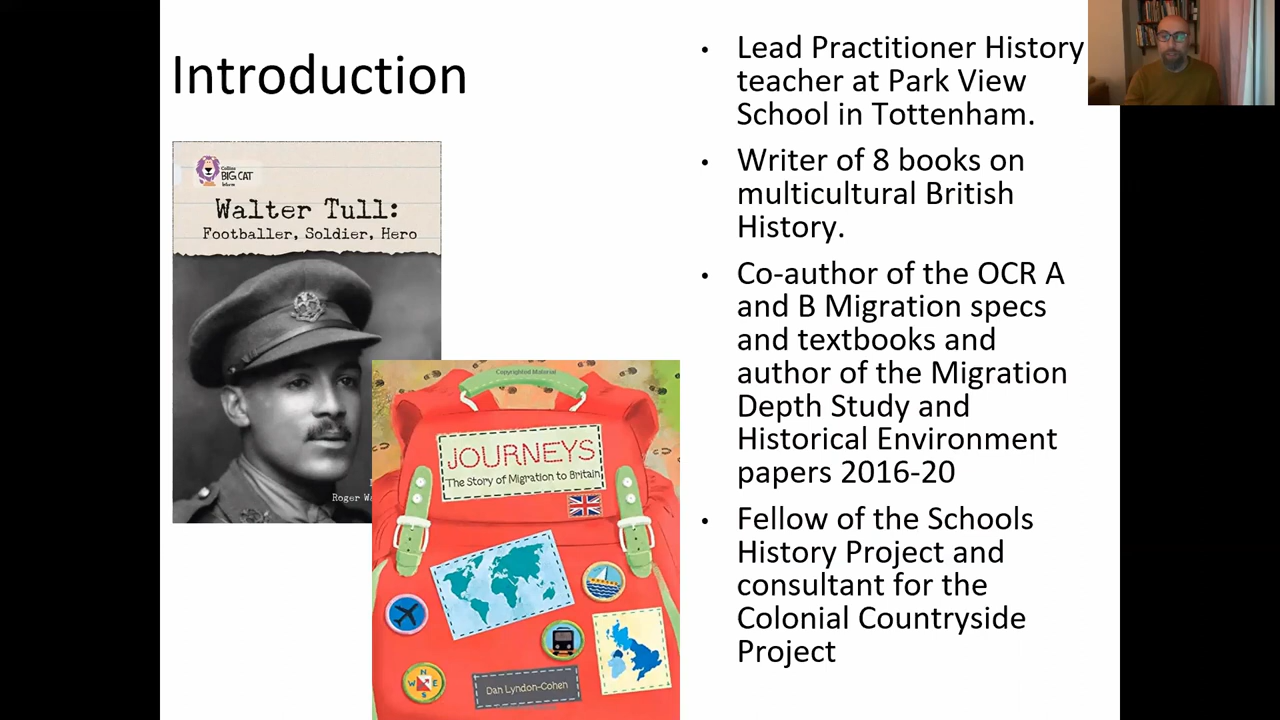 Introduction
Collins
BIG CAT
Walter Tull:
Footballer, Soldier, Hero
Roger
Copyrighted Material
JOURNEYS
The Story of Migration to Britain
N
W E
S
Dan Lyndon-Cohen
• Lead Practitioner History
teacher at Park View
School in Tottenham.
• Writer of 8 books on
multicultural British
History.
• Co-author of the OCR A
and B Migration specs
and textbooks and
author of the Migration
Depth Study and
Historical Environment
papers 2016-20
• Fellow of the Schools
History Project and
consultant for the
Colonial Countryside
Project